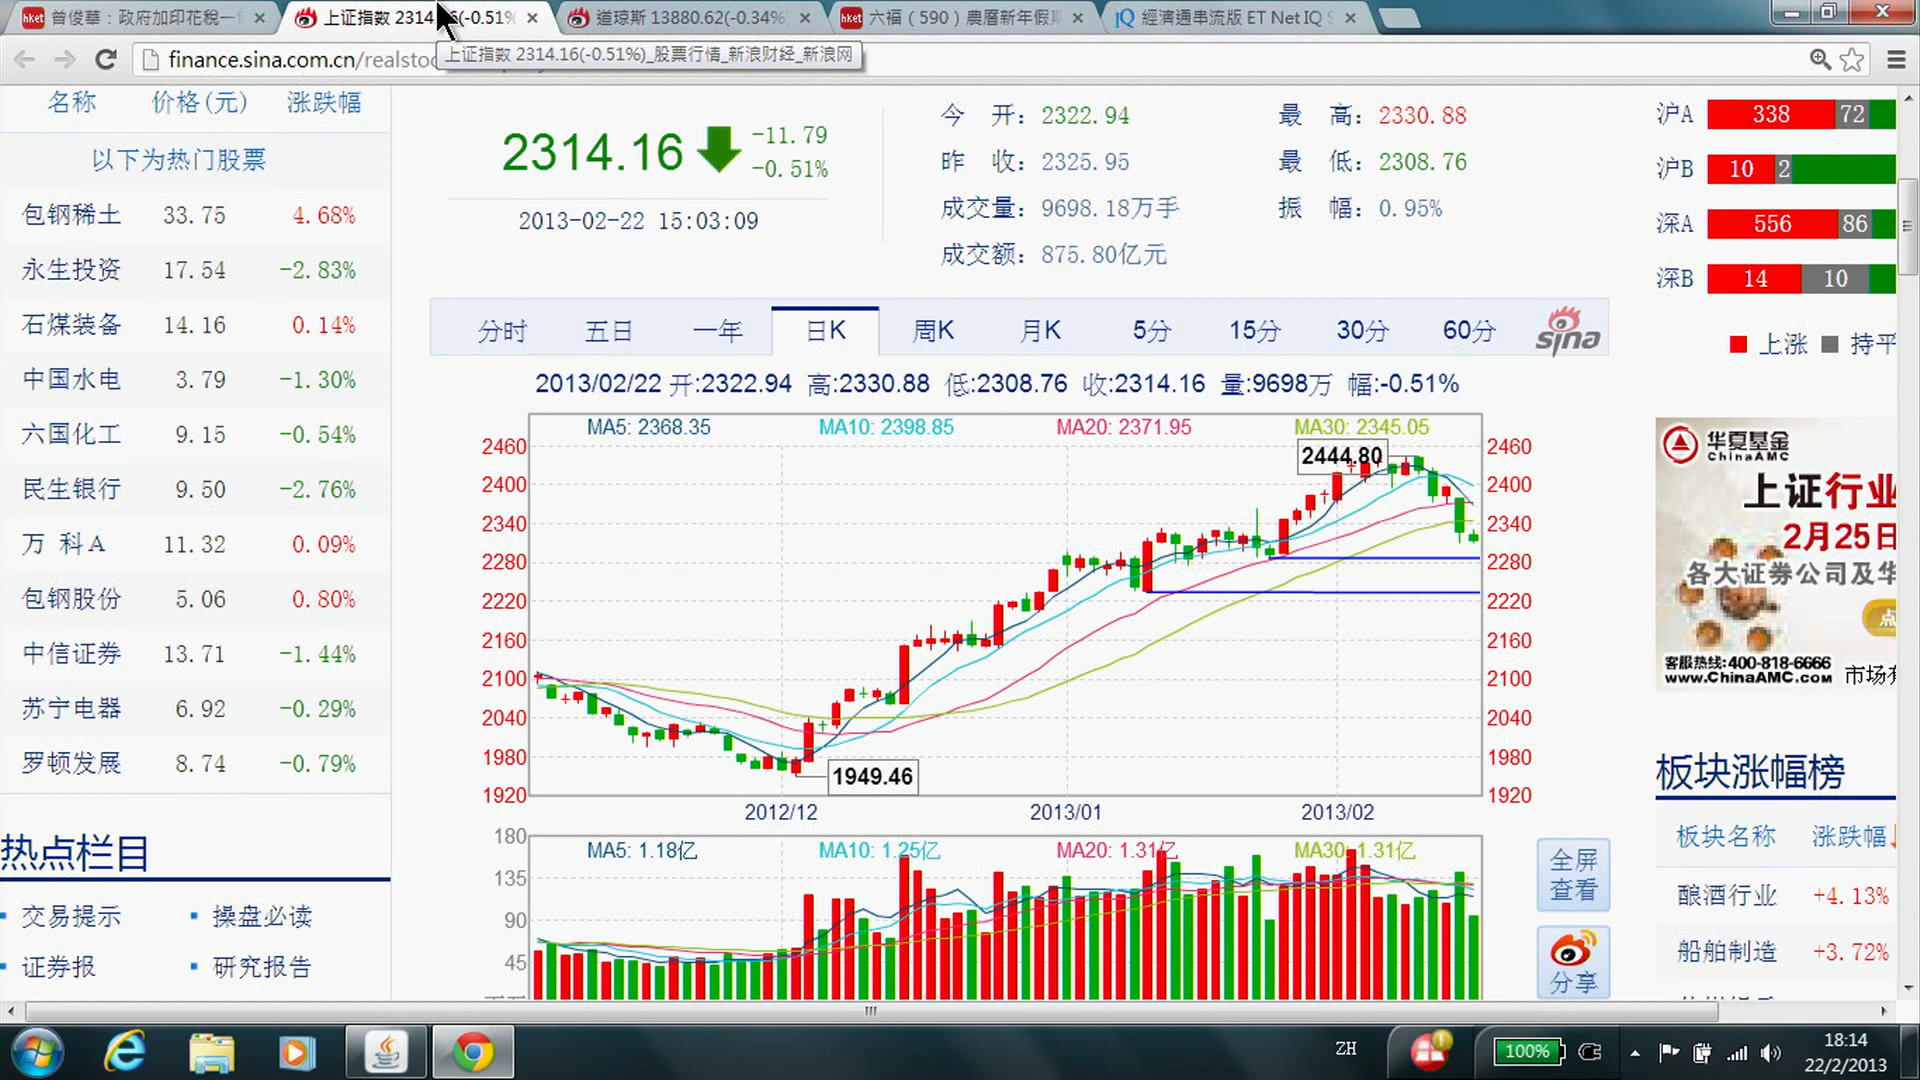 曾俊華：政府加印花稅一
上证指数 2314.16(-0.51%
道琼斯 13880.62(-0.34%
六福（590）農曆新年假
經濟通串流版 ET Net IQ S
finance.sina.com.cn/realsto
上证指数 2314.16(-0.51%)_股票行情_新浪财经_新浪网
名称 价格(元) 涨跌幅
以下为热门股票
包钢稀土 33.75 4.68%
永生投资 17.54 -2.83%
石煤装备 14.16 0.14%
中国水电 3.79 -1.30%
六国化工 9.15 -0.54%
民生银行 9.50 -2.76%
万 科A 11.32 0.09%
包钢股份 5.06 0.80%
中信证券 13.71 -1.44%
苏宁电器 6.92 -0.29%
罗顿发展 8.74 -0.79%
热点栏目
交易提示 操盘必读
证券报 研究报告
2314.16 -11.79
-0.51%
2013-02-22 15:03:09
今 开: 2322.94 最 高: 2330.88
昨 收: 2325.95 最 低: 2308.76
成交量: 9698.18万手 振 幅: 0.95%
成交额: 875.80亿元
分时 五日 一年 日K 周K 月K 5分 15分 30分 60分 sina
2013/02/22 开:2322.94 高:2330.88 低:2308.76 收:2314.16 量:9698万 幅:-0.51%
MA5: 2368.35 MA10: 2398.85 MA20: 2371.95 MA30: 2345.05
2444.80
2460 2460
2400 2400
2340 2340
2280 2280
2220 2220
2160 2160
2100 2100
2040 2040
1980 1980
1920 1920
1949.46
2012/12 2013/01 2013/02
MA5: 1.18亿 MA10: 1.25亿 MA20: 1.31亿 MA30: 1.31亿
180
135
90
45
全屏
查看
分享
沪A 338 72
沪B 10 2
深A 556 86
深B 14 10
上涨 持平
华夏基金
ChinaAMC
上证行业
2月25日
各大证券公司及华
点
客服热线:400-818-6666
www.ChinaAMC.com 市场有
板块涨幅榜
板块名称 涨跌幅↓
酿酒行业 +4.13%
船舶制造 +3.72%
ZH
100%
18:14
22/2/2013